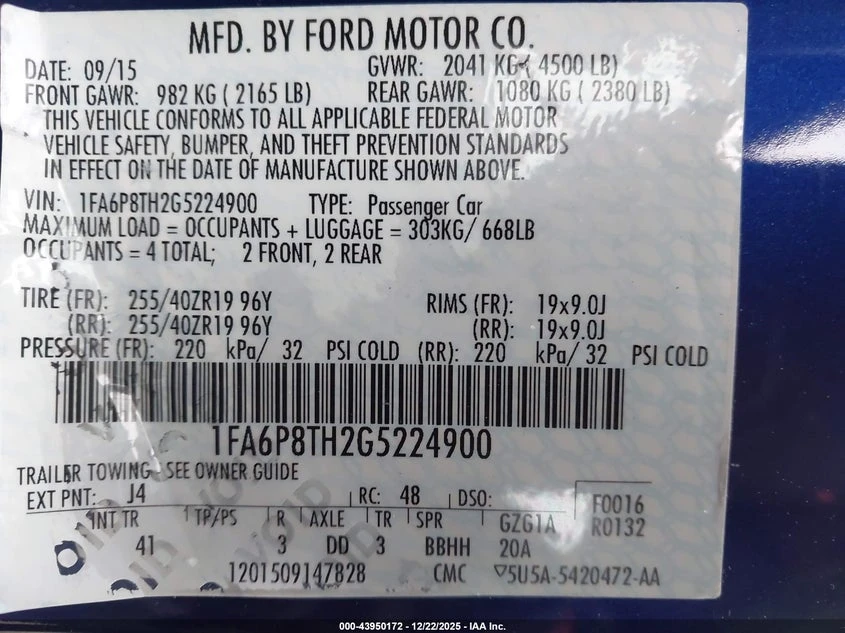 MFD. BY FORD MOTOR CO.
DATE: 09/15 GVWR: 2041 KG ( 4500 LB)
FRONT GAWR: 982 KG ( 2165 LB) REAR GAWR: 1080 KG ( 2380 LB)
THIS VEHICLE CONFORMS TO ALL APPLICABLE FEDERAL MOTOR
VEHICLE SAFETY, BUMPER, AND THEFT PREVENTION STANDARDS
IN EFFECT ON THE DATE OF MANUFACTURE SHOWN ABOVE.
VIN: 1FA6P8TH2G5224900 TYPE: Passenger Car
MAXIMUM LOAD = OCCUPANTS + LUGGAGE = 303KG/ 668LB
OCCUPANTS = 4 TOTAL; 2 FRONT, 2 REAR
TIRE (FR): 255/40ZR19 96Y RIMS (FR): 19x9.0J
(RR): 255/40ZR19 96Y (RR): 19x9.0J
PRESSURE (FR): 220 kPa/ 32 PSI COLD (RR): 220 kPa/ 32 PSI COLD
1FA6P8TH2G5224900
TRAILER TOWING - SEE OWNER GUIDE
EXT PNT: J4 RC: 48 DSO: F0016
INT TR TP/PS R AXLE TR SPR GZG1A R0132
41 3 DD 3 BBHH 20A
1201509147828 CMC ▽5U5A-5420472-AA
VOID
VOID
000-43950172 - 12/22/2025 - IAA Inc.